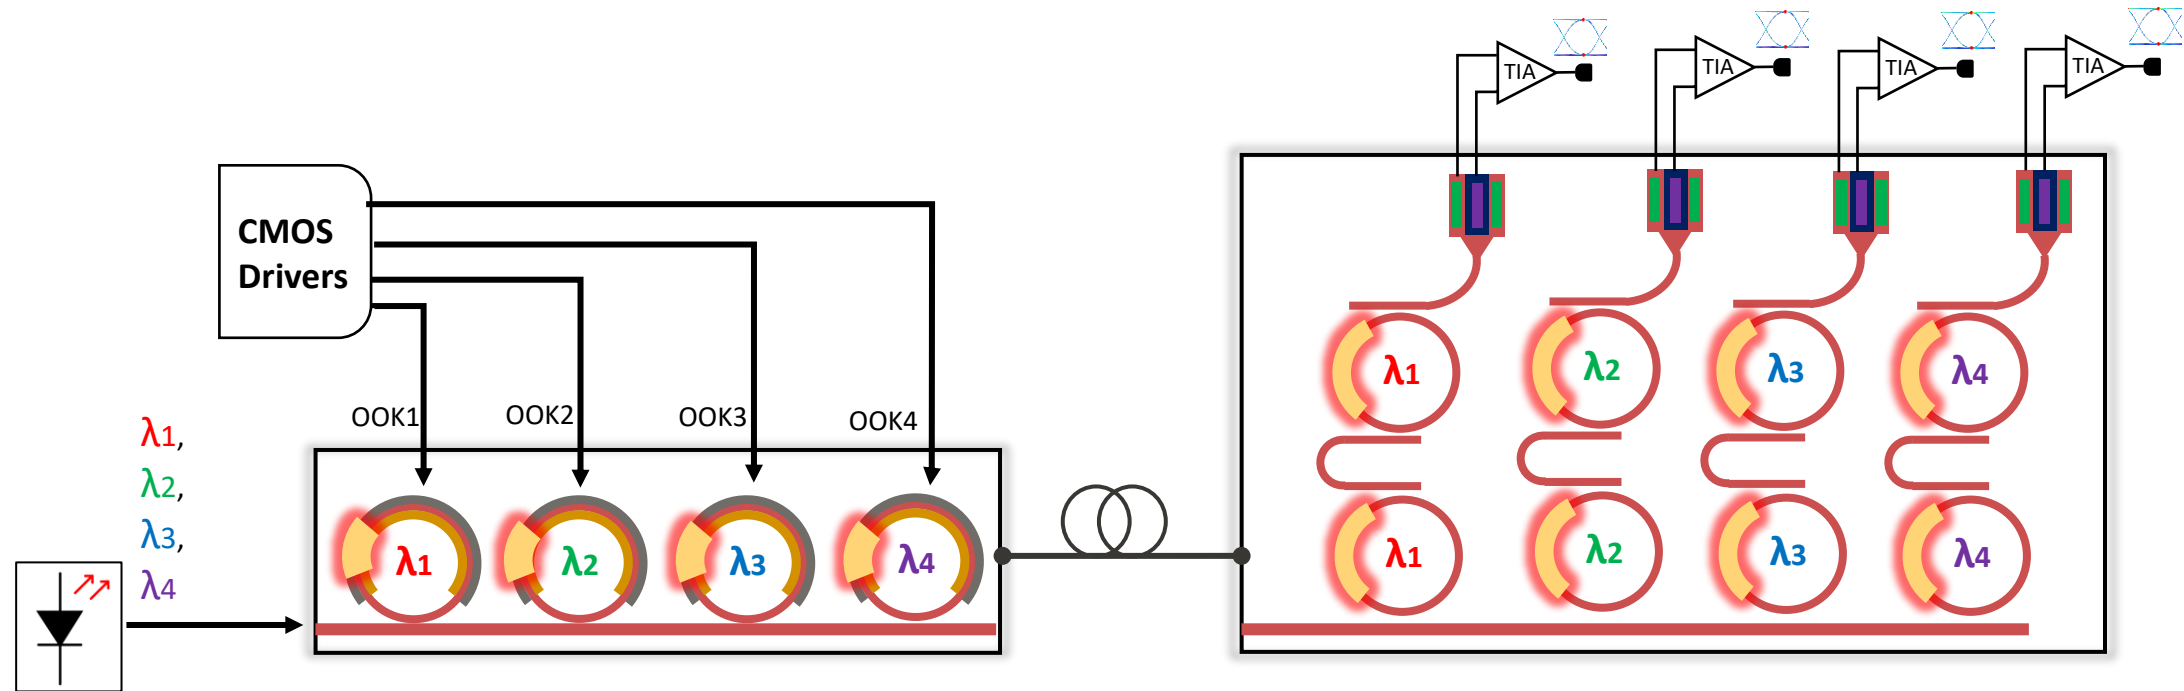 TIA
TIA
TIA
TIA
CMOS
Drivers
OOK1
OOK2
OOK3
OOK4
λ1,
λ2,
λ3,
λ4
λ1
λ2
λ3
λ4
λ1
λ2
λ3
λ4
λ1
λ2
λ3
λ4